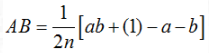 AB = 1/2n [ab + (1) − a − b]